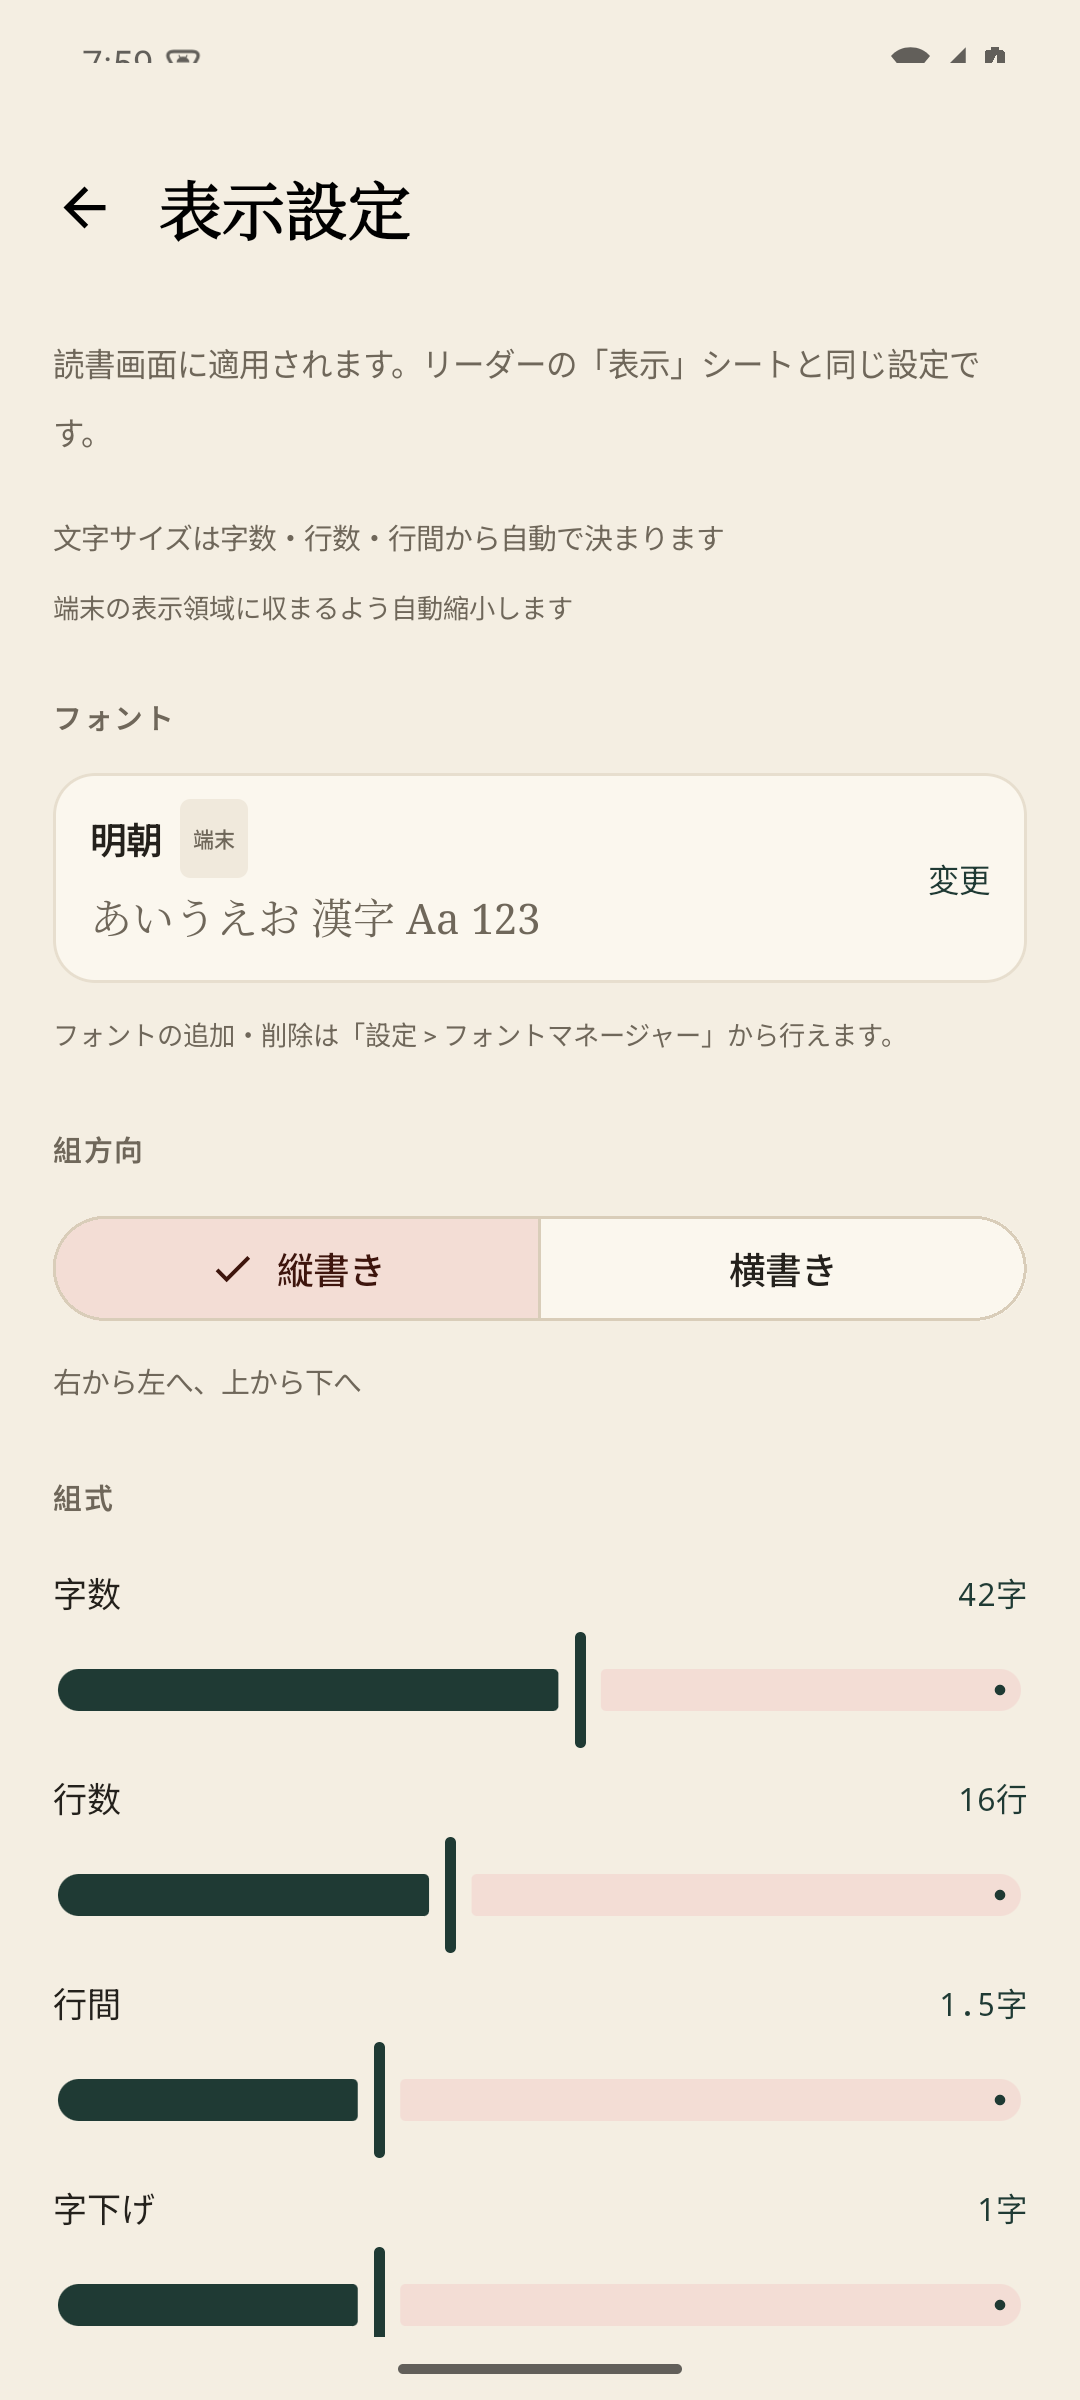 7:59
表示設定
読書画面に適用されます。リーダーの「表示」シートと同じ設定で
す。
文字サイズは字数・行数・行間から自動で決まります
端末の表示領域に収まるよう自動縮小します
フォント
明朝 端末
あいうえお 漢字 Aa 123
変更
フォントの追加・削除は「設定 > フォントマネージャー」から行えます。
組方向
縦書き 横書き
右から左へ、上から下へ
組式
字数 42字
行数 16行
行間 1.5字
字下げ 1字